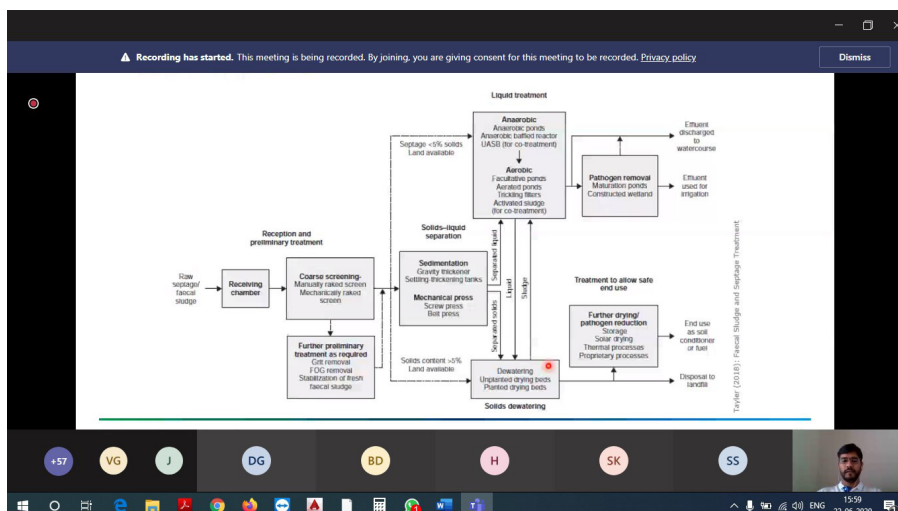 Recording has started. This meeting is being recorded. By joining, you are giving consent for this meeting to be recorded. Privacy policy
Dismiss
Liquid treatment
Anaerobic
Anaerobic ponds
Anaerobic baffled reactor
UASB (for co-treatment)
Aerobic
Facultative ponds
Aerated ponds
Trickling filters
Activated sludge
(for co-treatment)
Septage <5% solids
Land available
Effluent
discharged
to
watercourse
Pathogen removal
Maturation ponds
Constructed wetland
Effluent
used for
irrigation
Reception and
preliminary treatment
Solids–liquid
separation
Raw
septage/
faecal
sludge
Receiving
chamber
Coarse screening-
Manually raked screen
Mechanically raked
screen
Further preliminary
treatment as required
Grit removal
FOG removal
Stabilization of fresh
faecal sludge
Sedimentation
Gravity thickener
Settling-thickening tanks
Mechanical press
Screw press
Belt press
Separated liquid
Separated solids
Liquid
Sludge
Solids content >5%
Land available
Dewatering
Unplanted drying beds
Planted drying beds
Solids dewatering
Treatment to allow safe
end use
Further drying/
pathogen reduction
Storage
Solar drying
Thermal processes
Proprietary processes
End use
as soil
conditioner
or fuel
Disposal to
landfill
Tayler (2018): Faecal Sludge and Septage Treatment
+57
VG
J
DG
BD
H
SK
SS
ENG
15:59
22-06-2020